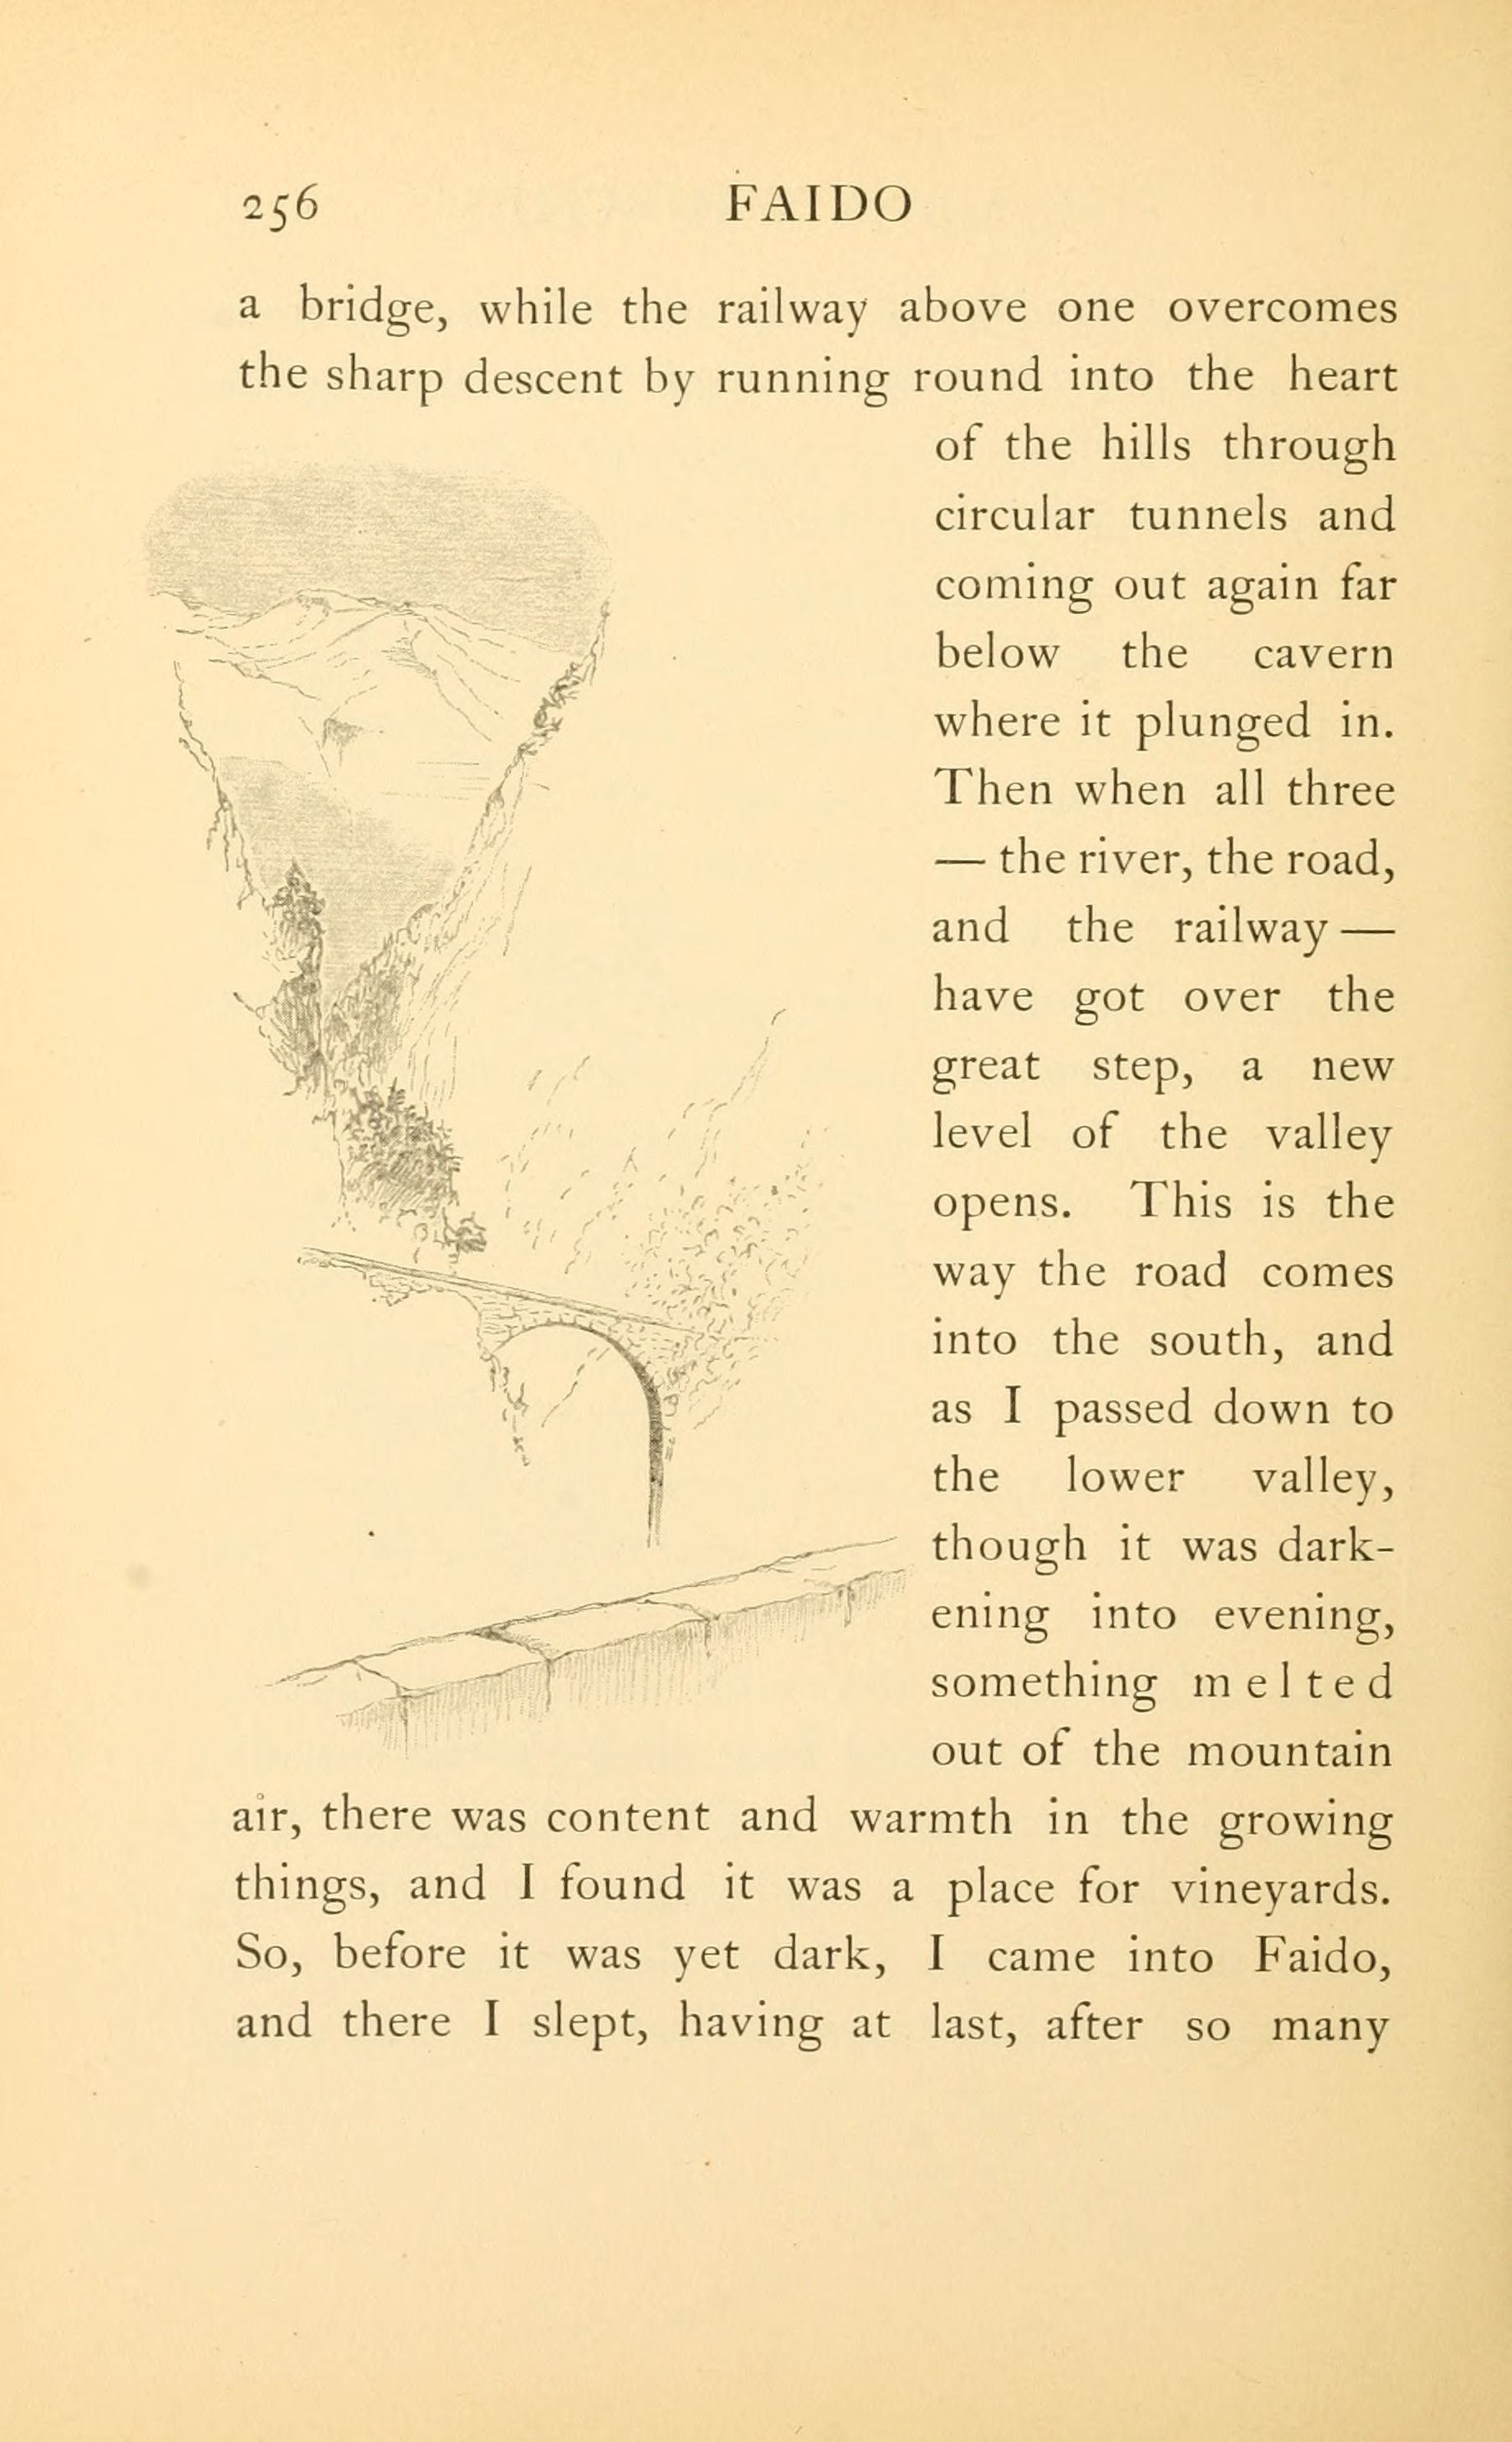 256 FAIDO
a bridge, while the railway above one overcomes
the sharp descent by running round into the heart
of the hills through
circular tunnels and
coming out again far
below the cavern
where it plunged in.
Then when all three
— the river, the road,
and the railway —
have got over the
great step, a new
level of the valley
opens. This is the
way the road comes
into the south, and
as I passed down to
the lower valley,
though it was dark-
ening into evening,
something melted
out of the mountain
air, there was content and warmth in the growing
things, and I found it was a place for vineyards.
So, before it was yet dark, I came into Faido,
and there I slept, having at last, after so many